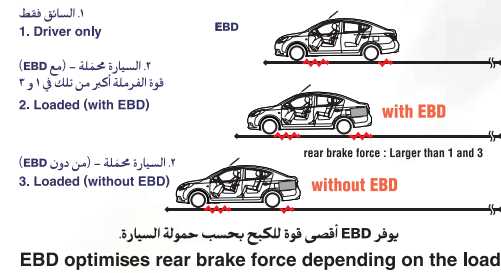 ١. السائق فقط
1. Driver only
EBD
٢. السيارة محمّلة - (مع EBD)
قوة الفرملة أكبر من تلك في ١ و ٣
2. Loaded (with EBD)
with EBD
rear brake force : Larger than 1 and 3
٢. السيارة محمّلة - (من دون EBD)
3. Loaded (without EBD)
without EBD
يوفر EBD أقصى قوة للكبح بحسب حمولة السيارة.
EBD optimises rear brake force depending on the load